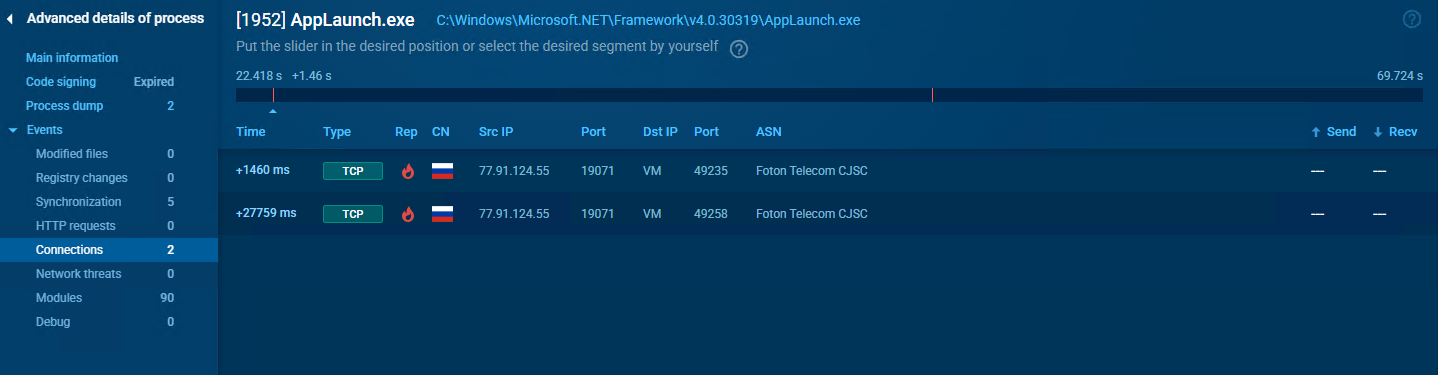 Advanced details of process
Main information
Code signing Expired
Process dump 2
Events
Modified files 0
Registry changes 0
Synchronization 5
HTTP requests 0
Connections 2
Network threats 0
Modules 90
Debug 0
[1952] AppLaunch.exe C:\Windows\Microsoft.NET\Framework\v4.0.30319\AppLaunch.exe
Put the slider in the desired position or select the desired segment by yourself ?
22.418 s +1.46 s 69.724 s
Time Type Rep CN Src IP Port Dst IP Port ASN Send Recv
+1460 ms TCP 77.91.124.55 19071 VM 49235 Foton Telecom CJSC — —
+27759 ms TCP 77.91.124.55 19071 VM 49258 Foton Telecom CJSC — —